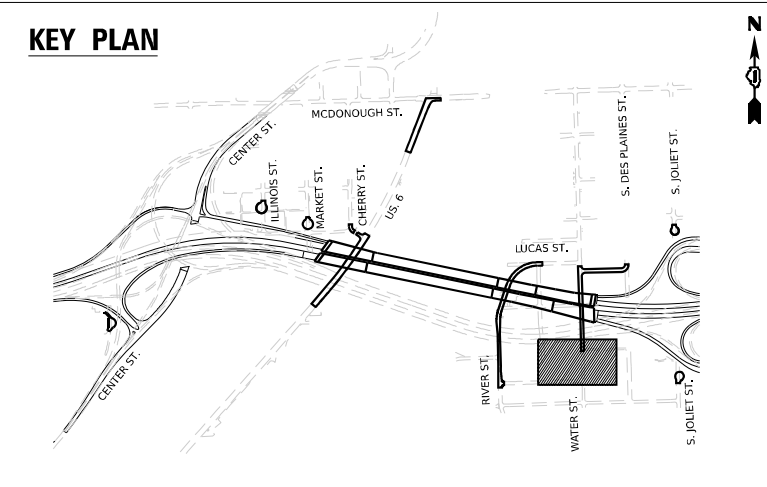 KEY PLAN
N
MCDONOUGH ST.
CENTER ST.
ILLINOIS ST.
MARKET ST.
CHERRY ST.
US. 6
S. DES PLAINES ST.
S. JOLIET ST.
LUCAS ST.
CENTER ST.
RIVER ST.
WATER ST.
S. JOLIET ST.